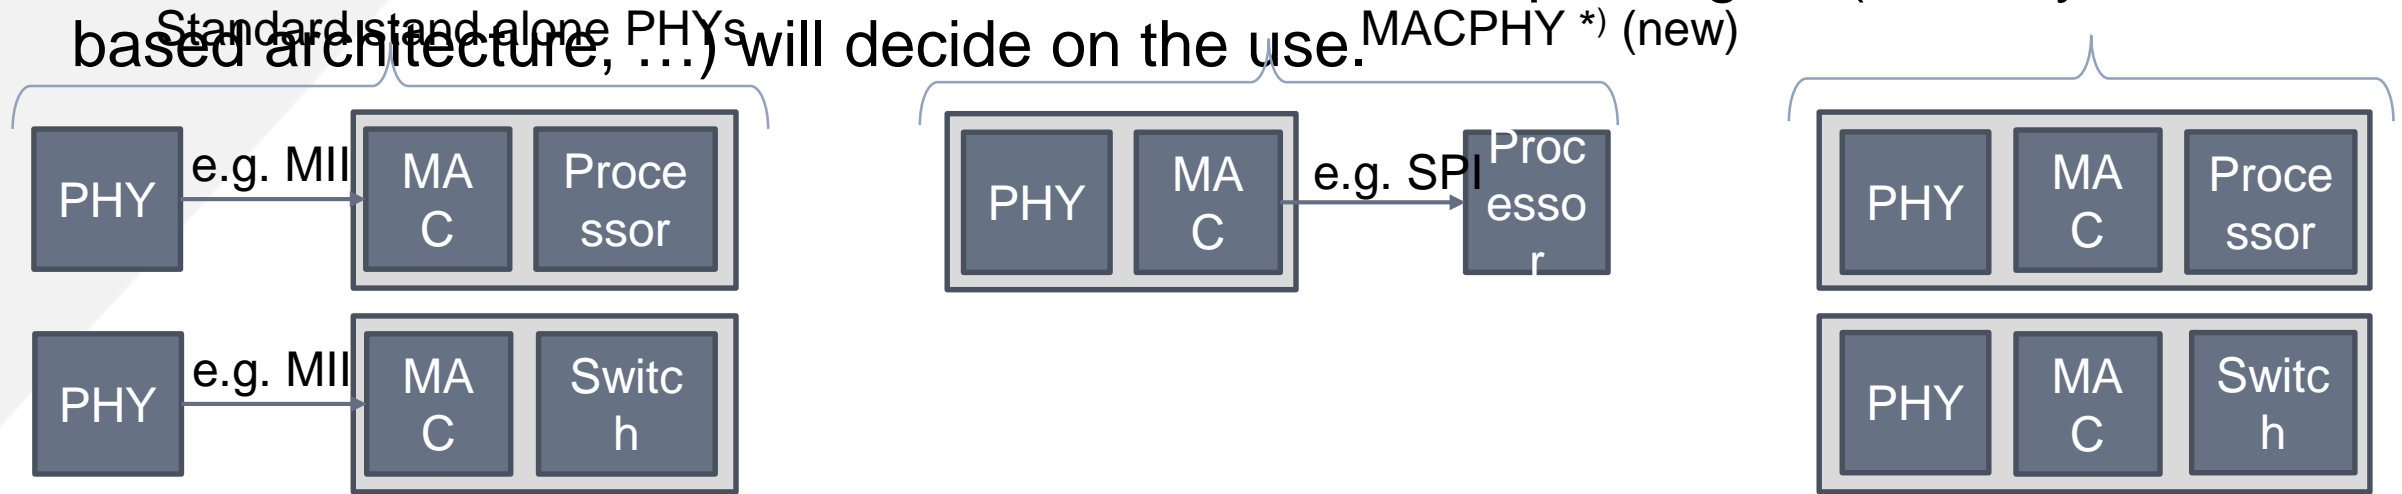 Standard stand-alone PHYs
based architecture, …) will decide on the use.
MACPHY *) (new)
PHY
e.g. MII
MA
C
Proce
ssor
PHY
MA
C
e.g. SPI
Proc
esso
r
PHY
MA
C
Proce
ssor
PHY
e.g. MII
MA
C
Switc
h
PHY
MA
C
Switc
h